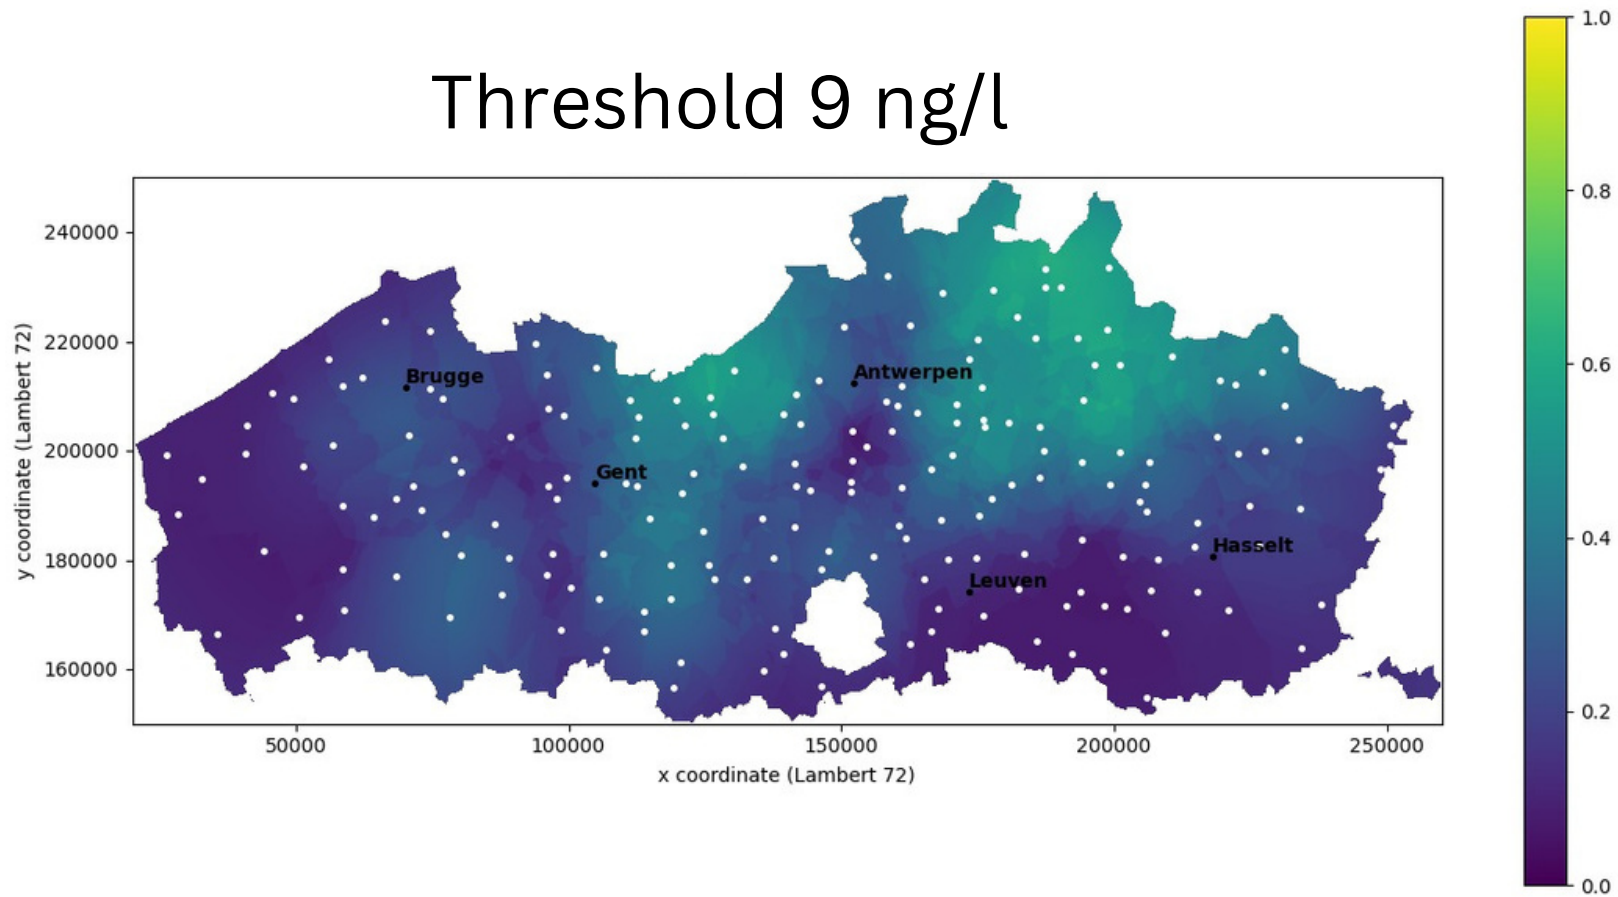 Threshold 9 ng/l
1.0
0.8
0.6
0.4
0.2
0.0
240000
220000
200000
180000
160000
y coordinate (Lambert 72)
Brugge
Antwerpen
Gent
Hasselt
Leuven
50000
100000
150000
200000
250000
x coordinate (Lambert 72)